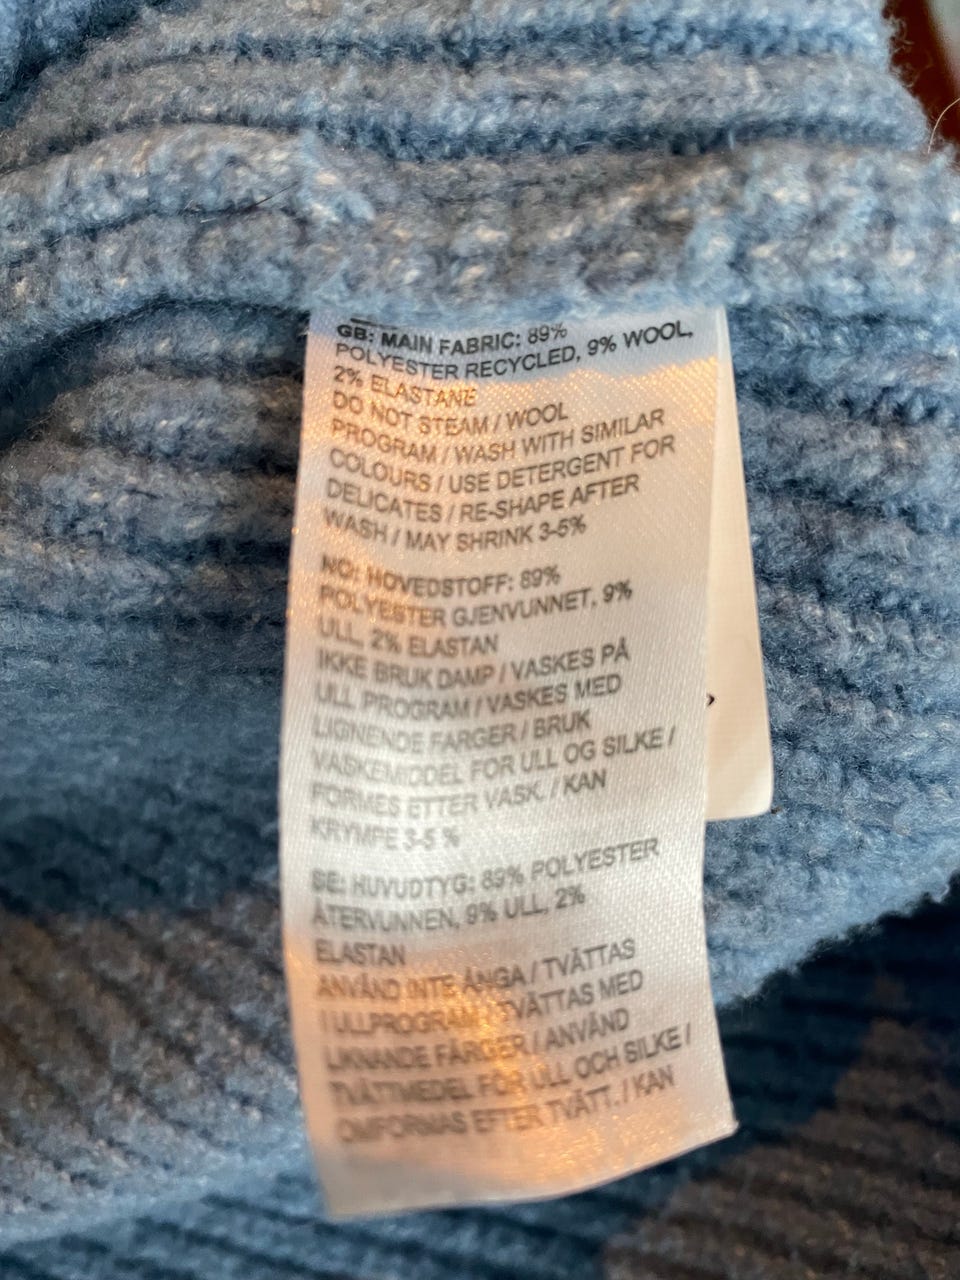 GB: MAIN FABRIC: 89%
POLYESTER RECYCLED, 9% WOOL,
2% ELASTANE
DO NOT STEAM / WOOL
PROGRAM / WASH WITH SIMILAR
COLOURS / USE DETERGENT FOR
DELICATES / RE-SHAPE AFTER
WASH / MAY SHRINK 3-5%
NO: HOVEDSTOFF: 89%
POLYESTER GJENVUNNET, 9%
ULL, 2% ELASTAN
IKKE BRUK DAMP / VASKES PÅ
ULL PROGRAM / VASKES MED
LIGNENDE FARGER / BRUK
VASKEMIDDEL FOR ULL OG SILKE /
FORMES ETTER VASK. / KAN
KRYMPE 3-5 %
SE: HUVUDTYG: 89% POLYESTER
ÅTERVUNNEN, 9% ULL, 2%
ELASTAN
ANVÄND INTE ÅNGA / TVÄTTAS
I ULLPROGRAM / TVÄTTAS MED
LIKNANDE FÄRGER / ANVÄND
TVÄTTMEDEL FÖR ULL OCH SILKE /
OMFORMAS EFTER TVÄTT. / KAN